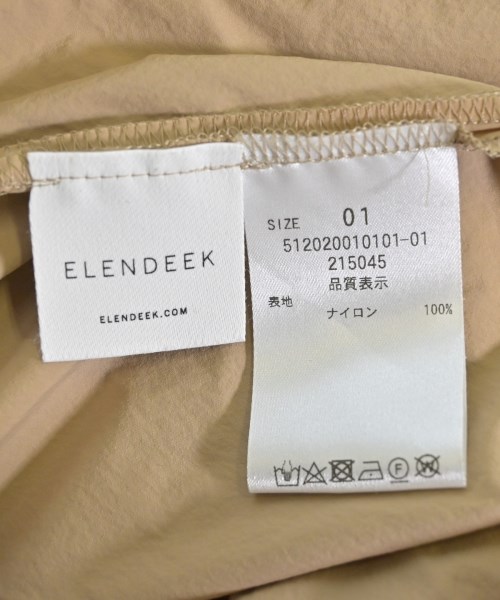 ELENDEEK
ELENDEEK.COM
SIZE 01
512020010101-01
215045
品質表示
表地 ナイロン 100%